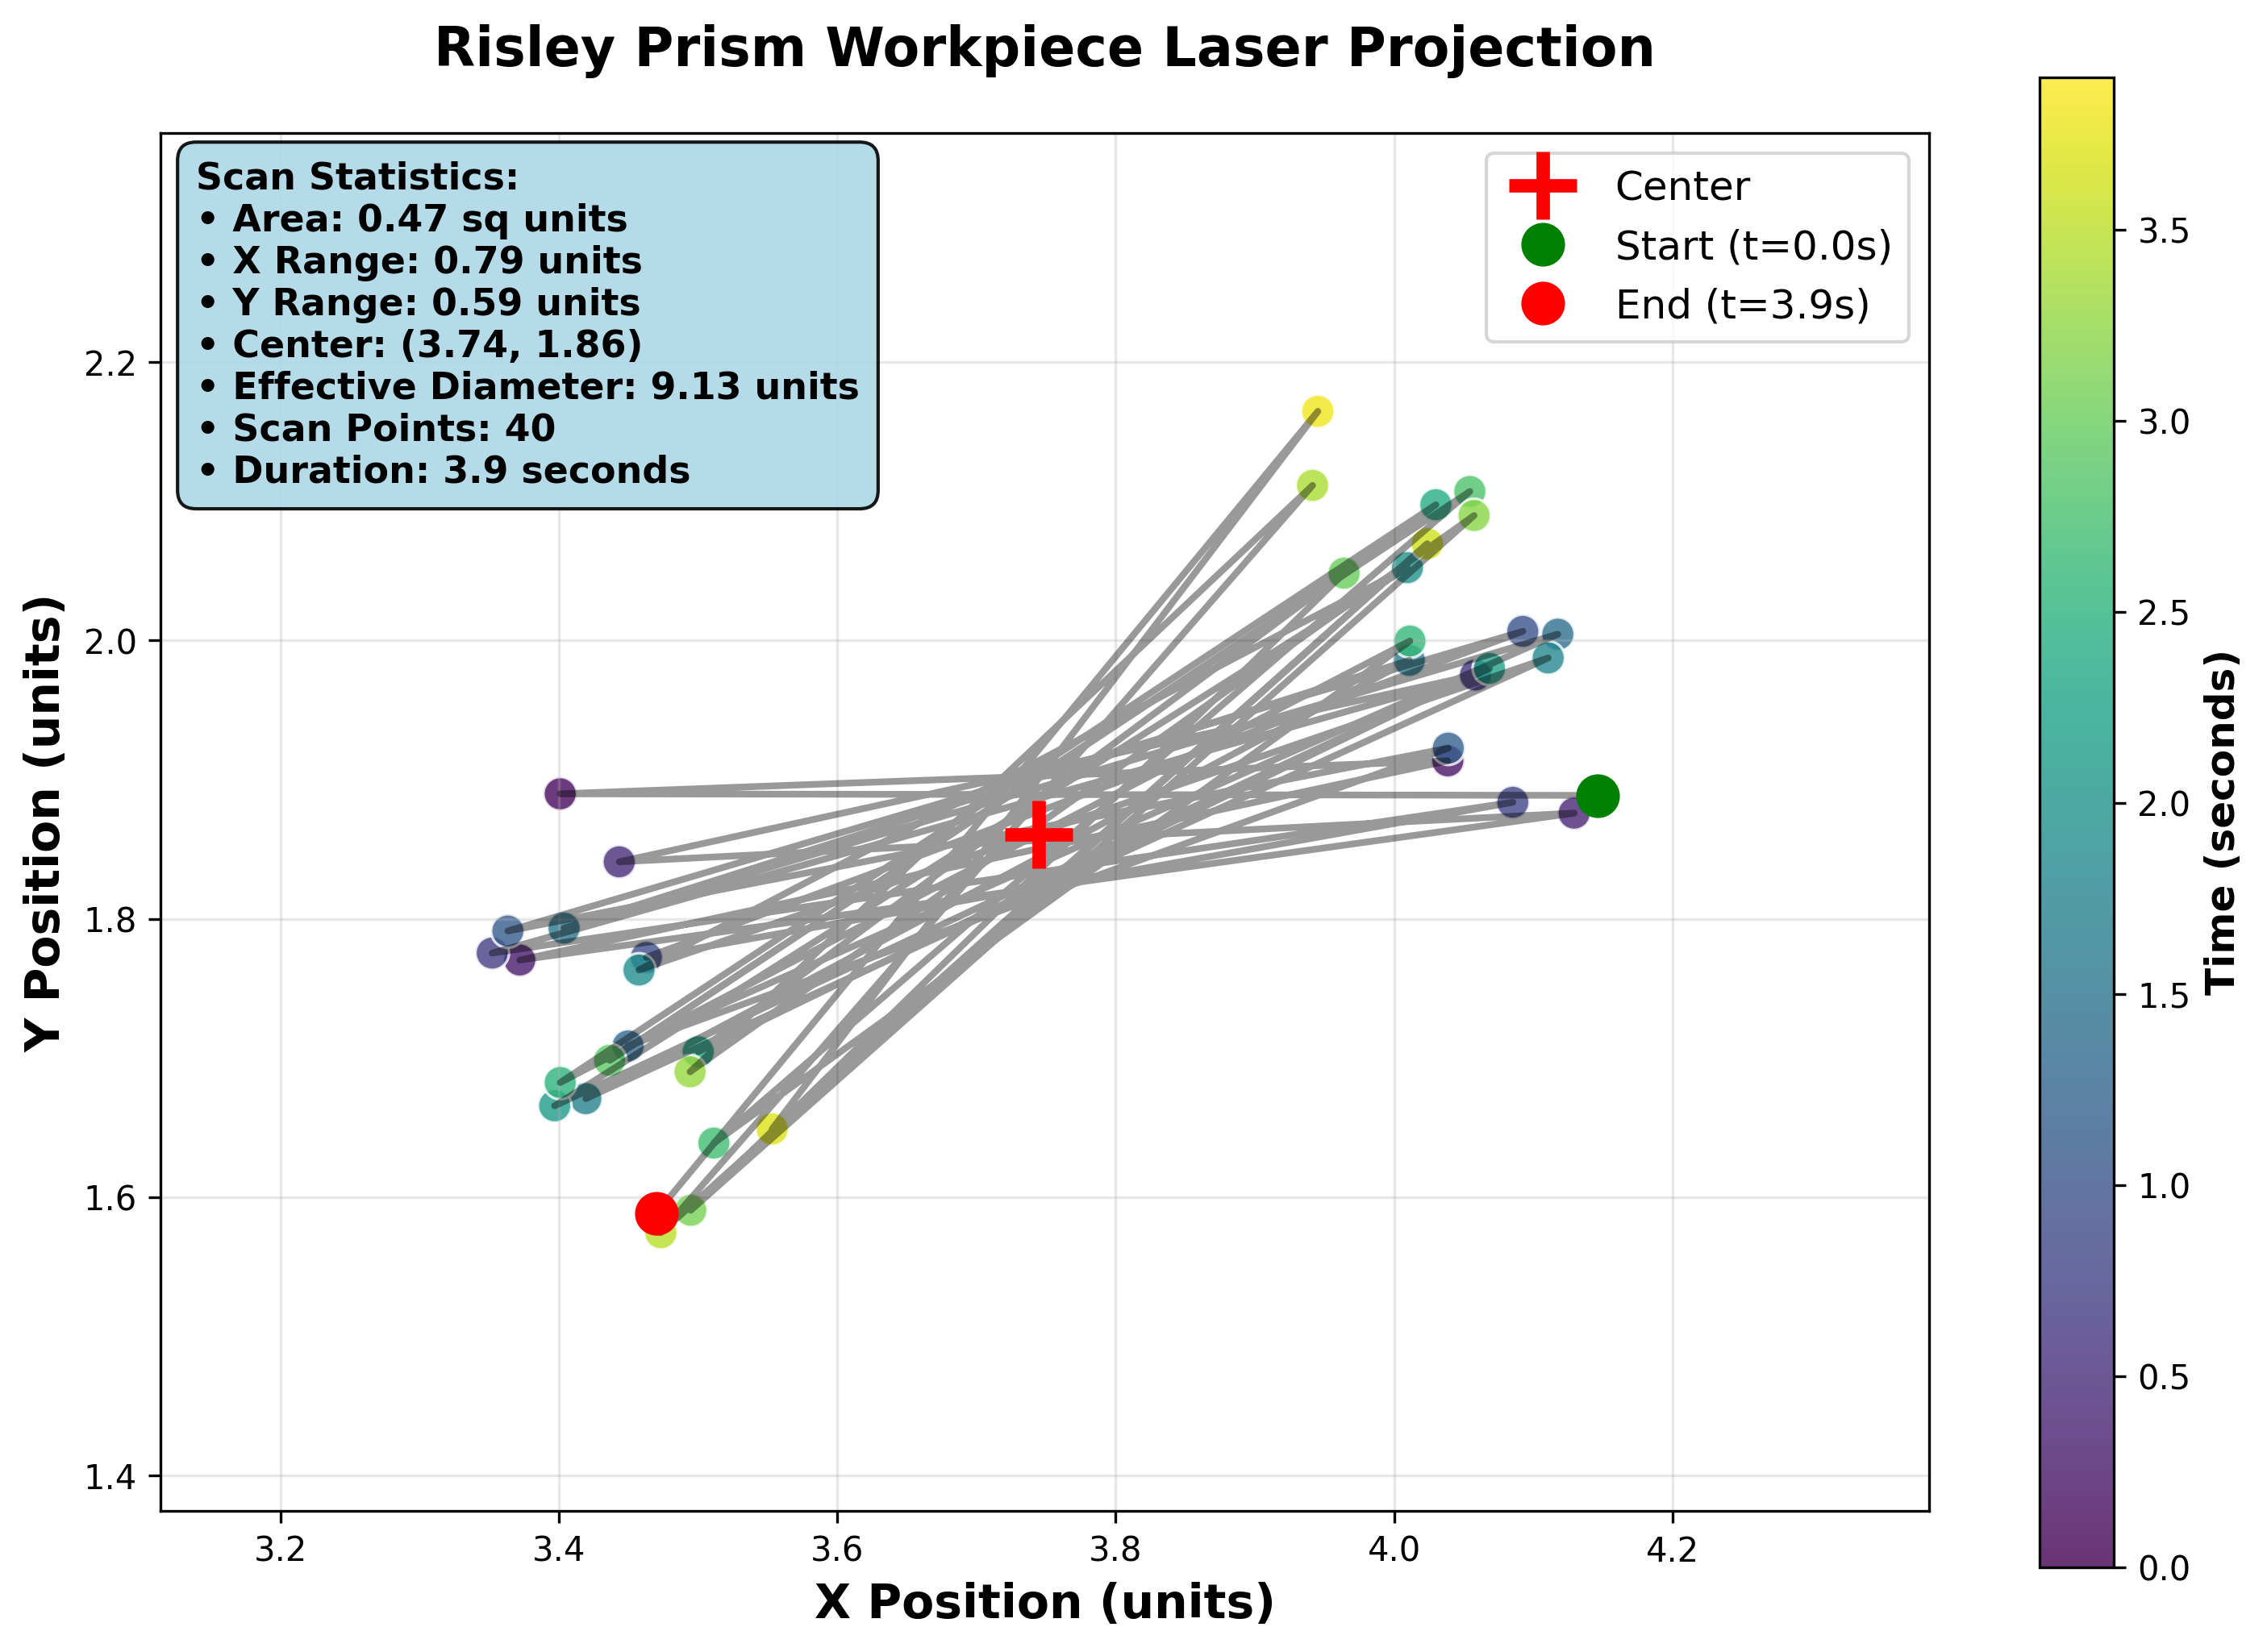 Risley Prism Workpiece Laser Projection
Scan Statistics:
• Area: 0.47 sq units
• X Range: 0.79 units
• Y Range: 0.59 units
• Center: (3.74, 1.86)
• Effective Diameter: 9.13 units
• Scan Points: 40
• Duration: 3.9 seconds
Center
Start (t=0.0s)
End (t=3.9s)
Y Position (units)
2.2
2.0
1.8
1.6
1.4
3.2
3.4
3.6
3.8
4.0
4.2
X Position (units)
3.5
3.0
2.5
2.0
1.5
1.0
0.5
0.0
Time (seconds)